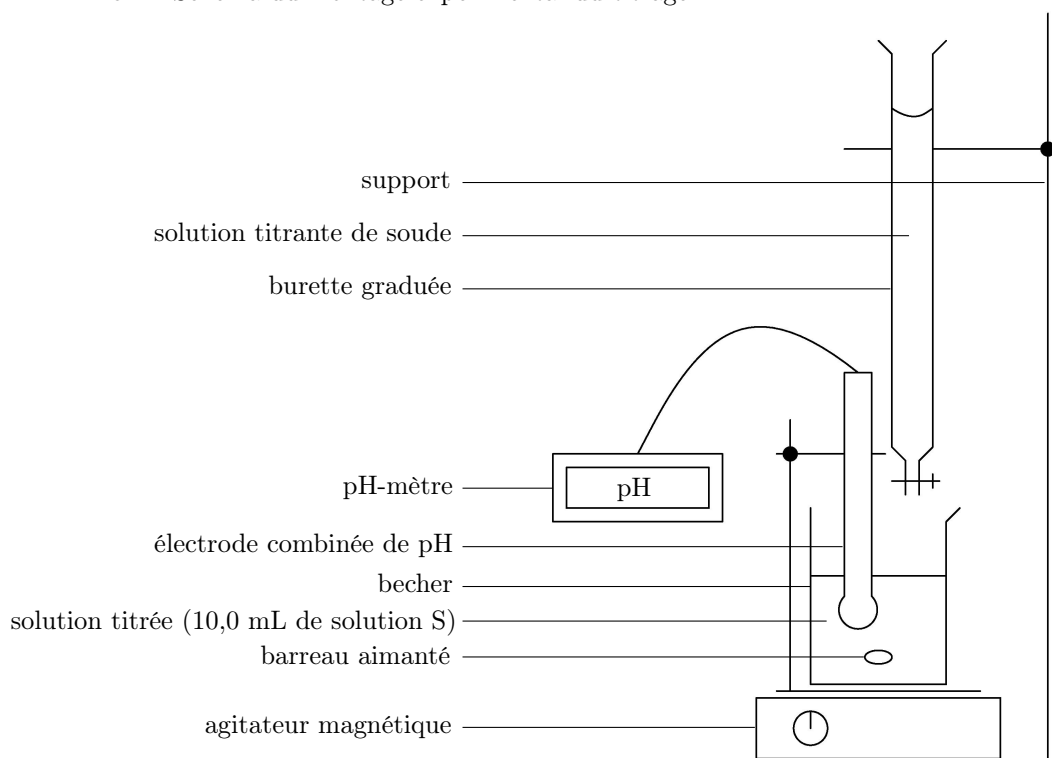 support
solution titrante de soude
burette graduée
pH-mètre
pH
électrode combinée de pH
becher
solution titrée (10,0 mL de solution S)
barreau aimanté
agitateur magnétique